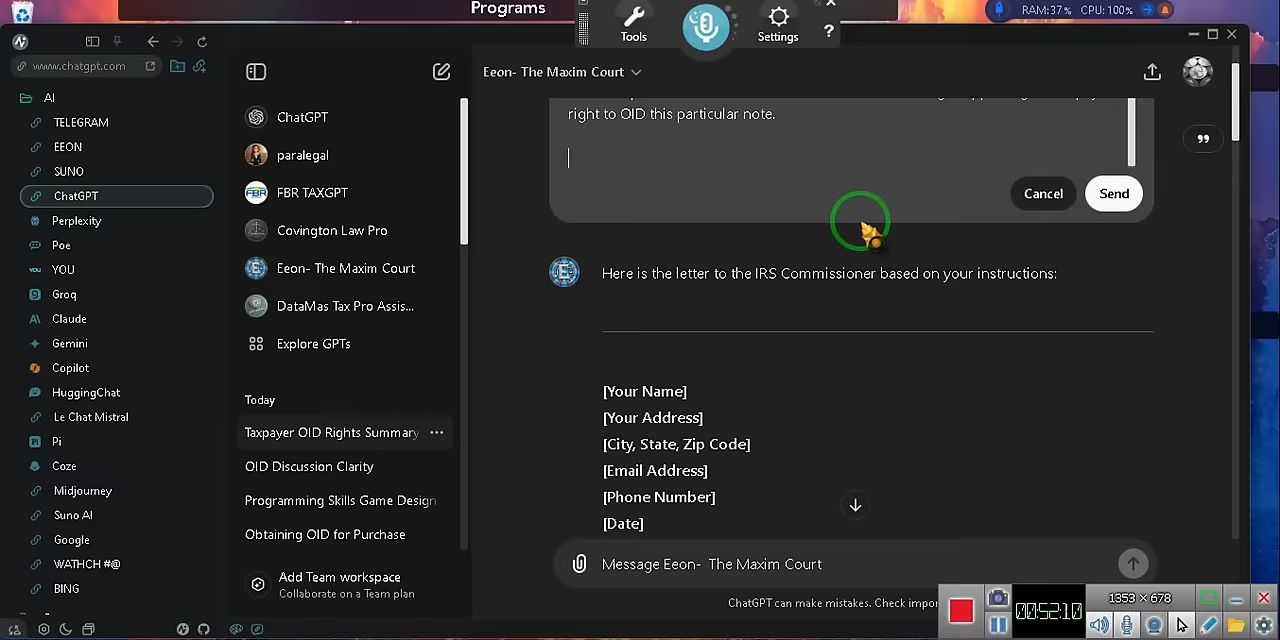 Programs
Tools
Settings
?
RAM:37%
CPU:100%
www.chatgpt.com
AI
TELEGRAM
EEON
SUNO
ChatGPT
Perplexity
Poe
YOU
Groq
Claude
Gemini
Copilot
HuggingChat
Le Chat Mistral
Pi
Coze
Midjourney
Suno AI
Google
WATHCH #@
BING
ChatGPT
paralegal
FBR TAXGPT
Covington Law Pro
Eeon- The Maxim Court
DataMas Tax Pro Assis...
Explore GPTs
Today
Taxpayer OID Rights Summary
OID Discussion Clarity
Programming Skills Game Design
Obtaining OID for Purchase
Add Team workspace
Collaborate on a Team plan
Eeon- The Maxim Court
right to OID this particular note.
Cancel
Send
Here is the letter to the IRS Commissioner based on your instructions:
[Your Name]
[Your Address]
[City, State, Zip Code]
[Email Address]
[Phone Number]
[Date]
Message Eeon- The Maxim Court
ChatGPT can make mistakes. Check impor
1353 × 678
00:52:10